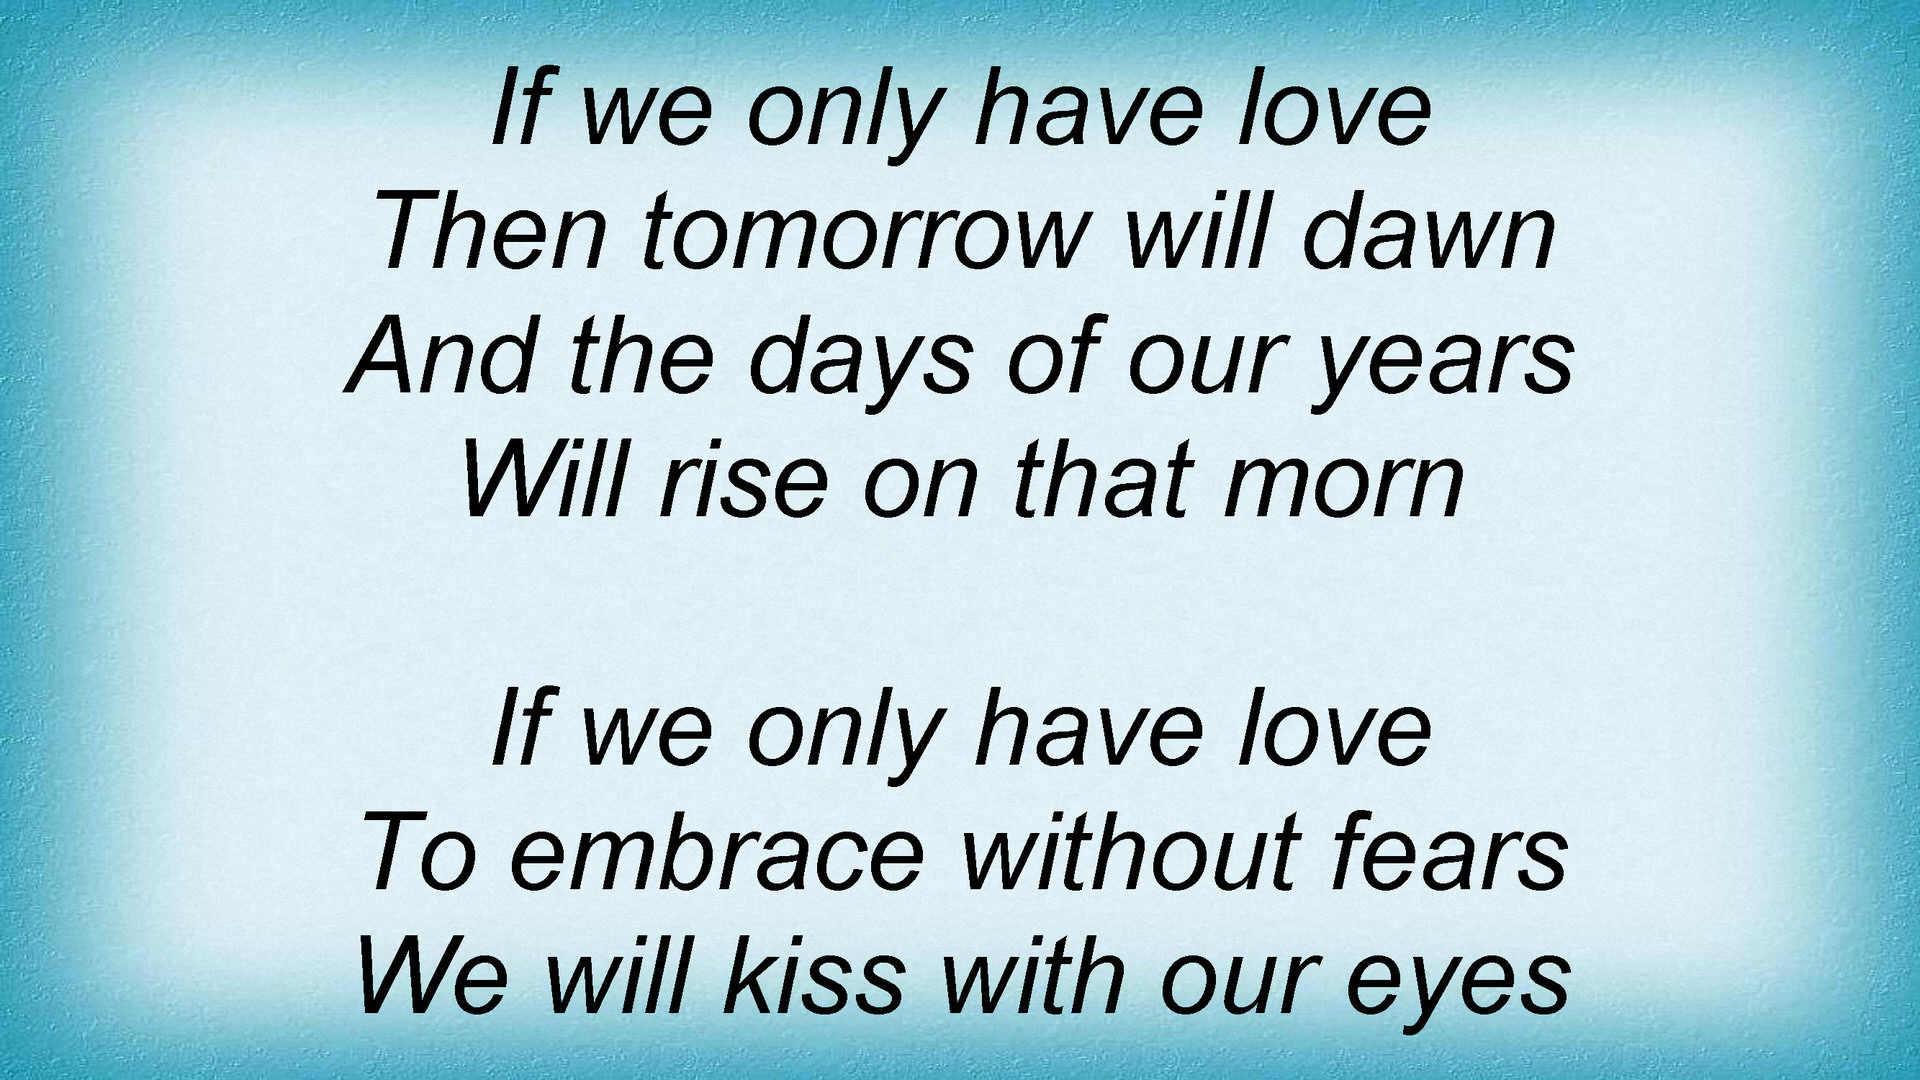 If we only have love
Then tomorrow will dawn
And the days of our years
Will rise on that morn
If we only have love
To embrace without fears
We will kiss with our eyes